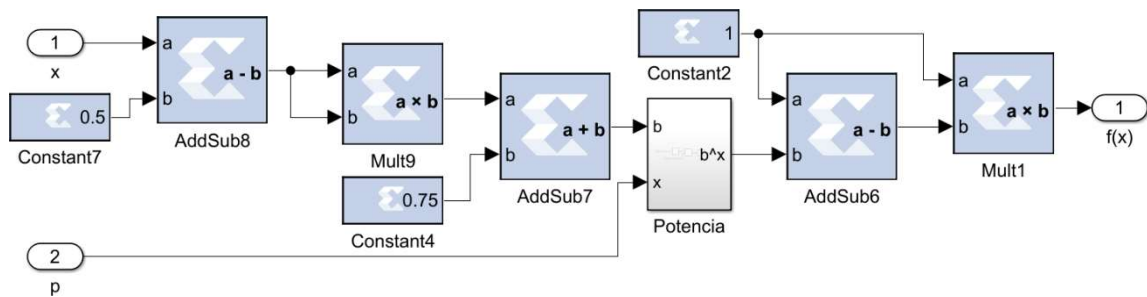 1
x
0.5
Constant7
a
b
a - b
AddSub8
a
b
a × b
Mult9
0.75
Constant4
a
b
a + b
AddSub7
2
p
b
x
b^x
Potencia
1
Constant2
a
b
a - b
AddSub6
a
b
a × b
Mult1
1
f(x)